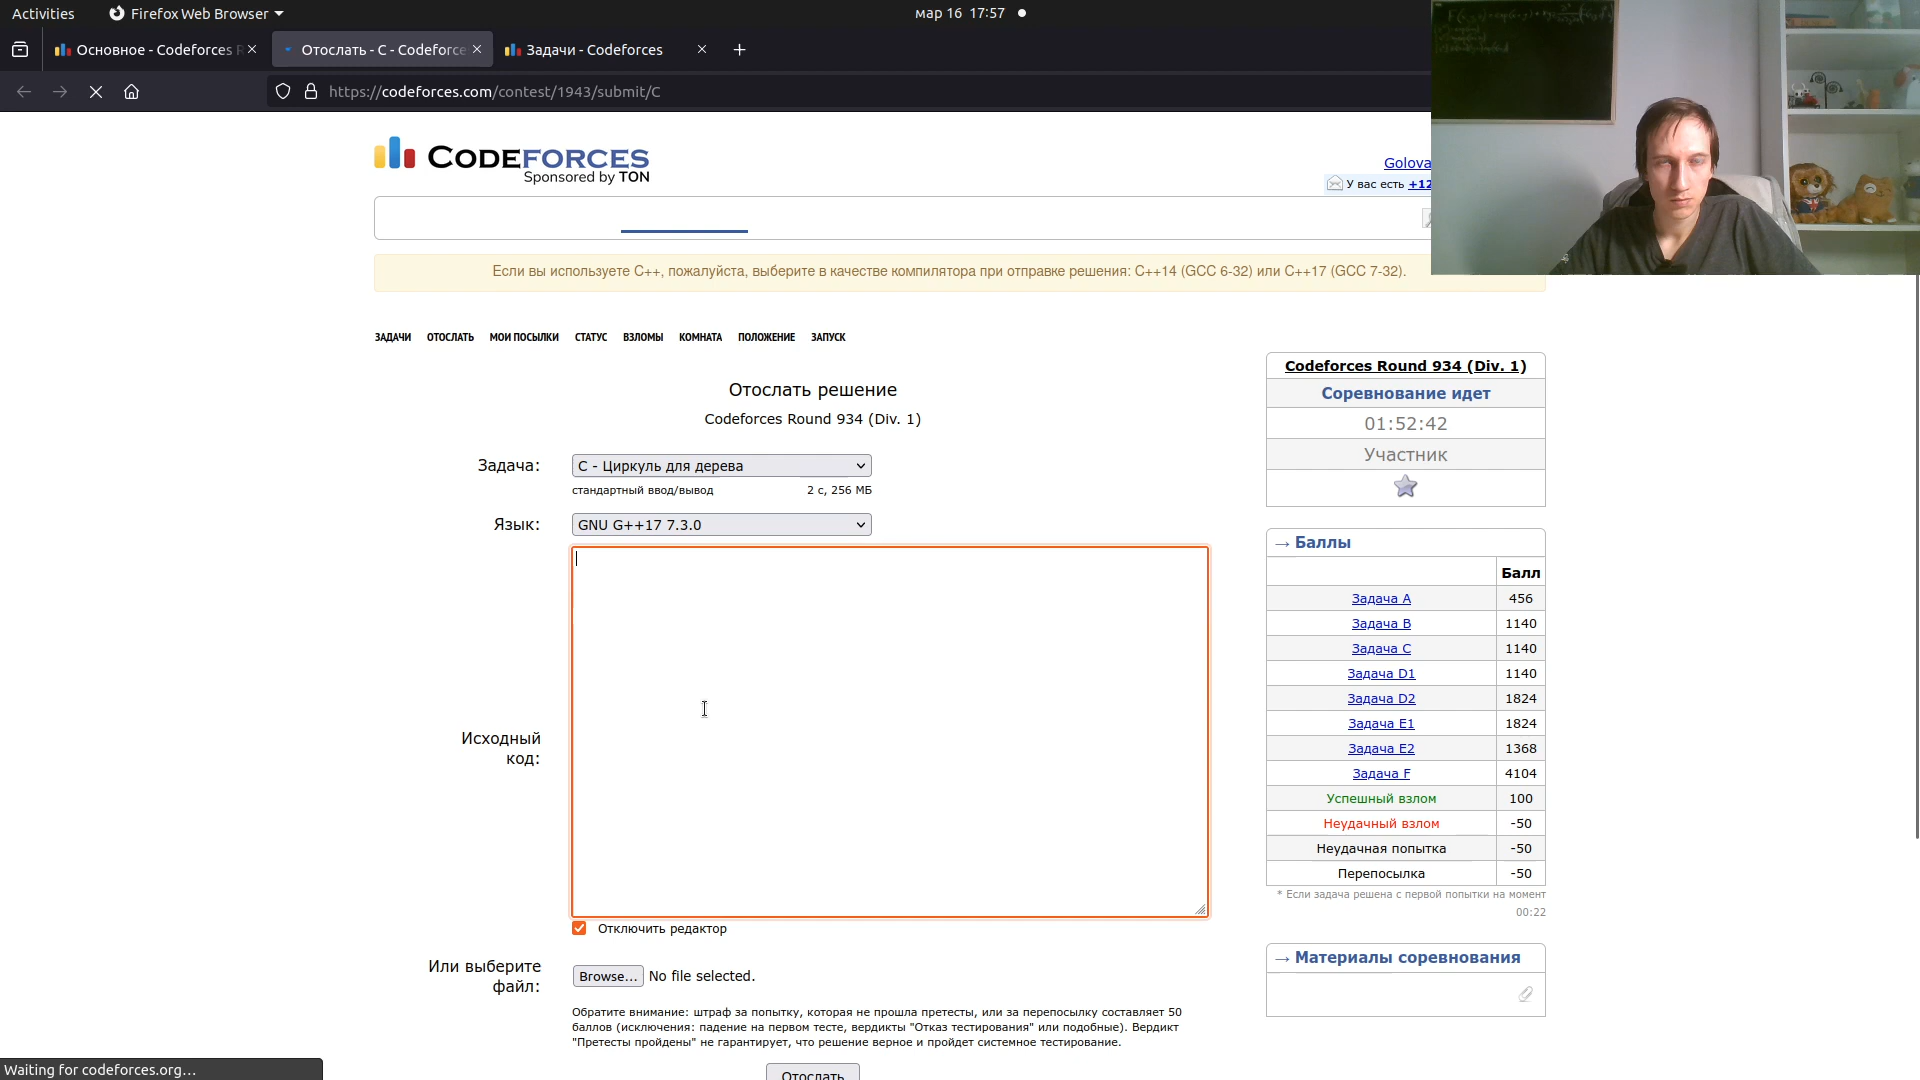 Activities
Firefox Web Browser
мар 16 17:57
Основное - Codeforces
Отослать - C - Codeforce
Задачи - Codeforces
https://codeforces.com/contest/1943/submit/C
CODEFORCES
Sponsored by TON
Golova
У вас есть +12
Если вы используете C++, пожалуйста, выберите в качестве компилятора при отправке решения: C++14 (GCC 6-32) или C++17 (GCC 7-32).
ЗАДАЧИ ОТОСЛАТЬ МОИ ПОСЫЛКИ СТАТУС ВЗЛОМЫ КОМНАТА ПОЛОЖЕНИЕ ЗАПУСК
Отослать решение
Codeforces Round 934 (Div. 1)
Задача: C - Циркуль для дерева
стандартный ввод/вывод 2 с, 256 МБ
Язык: GNU G++17 7.3.0
Исходный
код:
Отключить редактор
Или выберите
файл:
Browse... No file selected.
Обратите внимание: штраф за попытку, которая не прошла претесты, или за перепосылку составляет 50
баллов (исключения: падение на первом тесте, вердикты "Отказ тестирования" или подобные). Вердикт
"Претесты пройдены" не гарантирует, что решение верное и пройдет системное тестирование.
Отослать
Codeforces Round 934 (Div. 1)
Соревнование идет
01:52:42
Участник
→ Баллы
Балл
Задача A 456
Задача B 1140
Задача C 1140
Задача D1 1140
Задача D2 1824
Задача E1 1824
Задача E2 1368
Задача F 4104
Успешный взлом 100
Неудачный взлом -50
Неудачная попытка -50
Перепосылка -50
* Если задача решена с первой попытки на момент
00:22
→ Материалы соревнования
Waiting for codeforces.org...